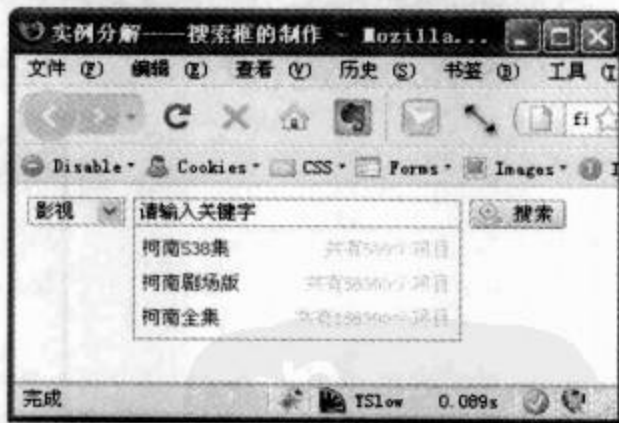 实例分解——搜索框的制作 - Mozilla...
文件 (F) 编辑 (E) 查看 (V) 历史 (S) 书签 (B) 工具 (T
fi
Disable Cookies CSS Forms Images I
影视 请输入关键字 搜索
柯南538集
柯南剧场版
柯南全集
完成 YSlow 0.089s